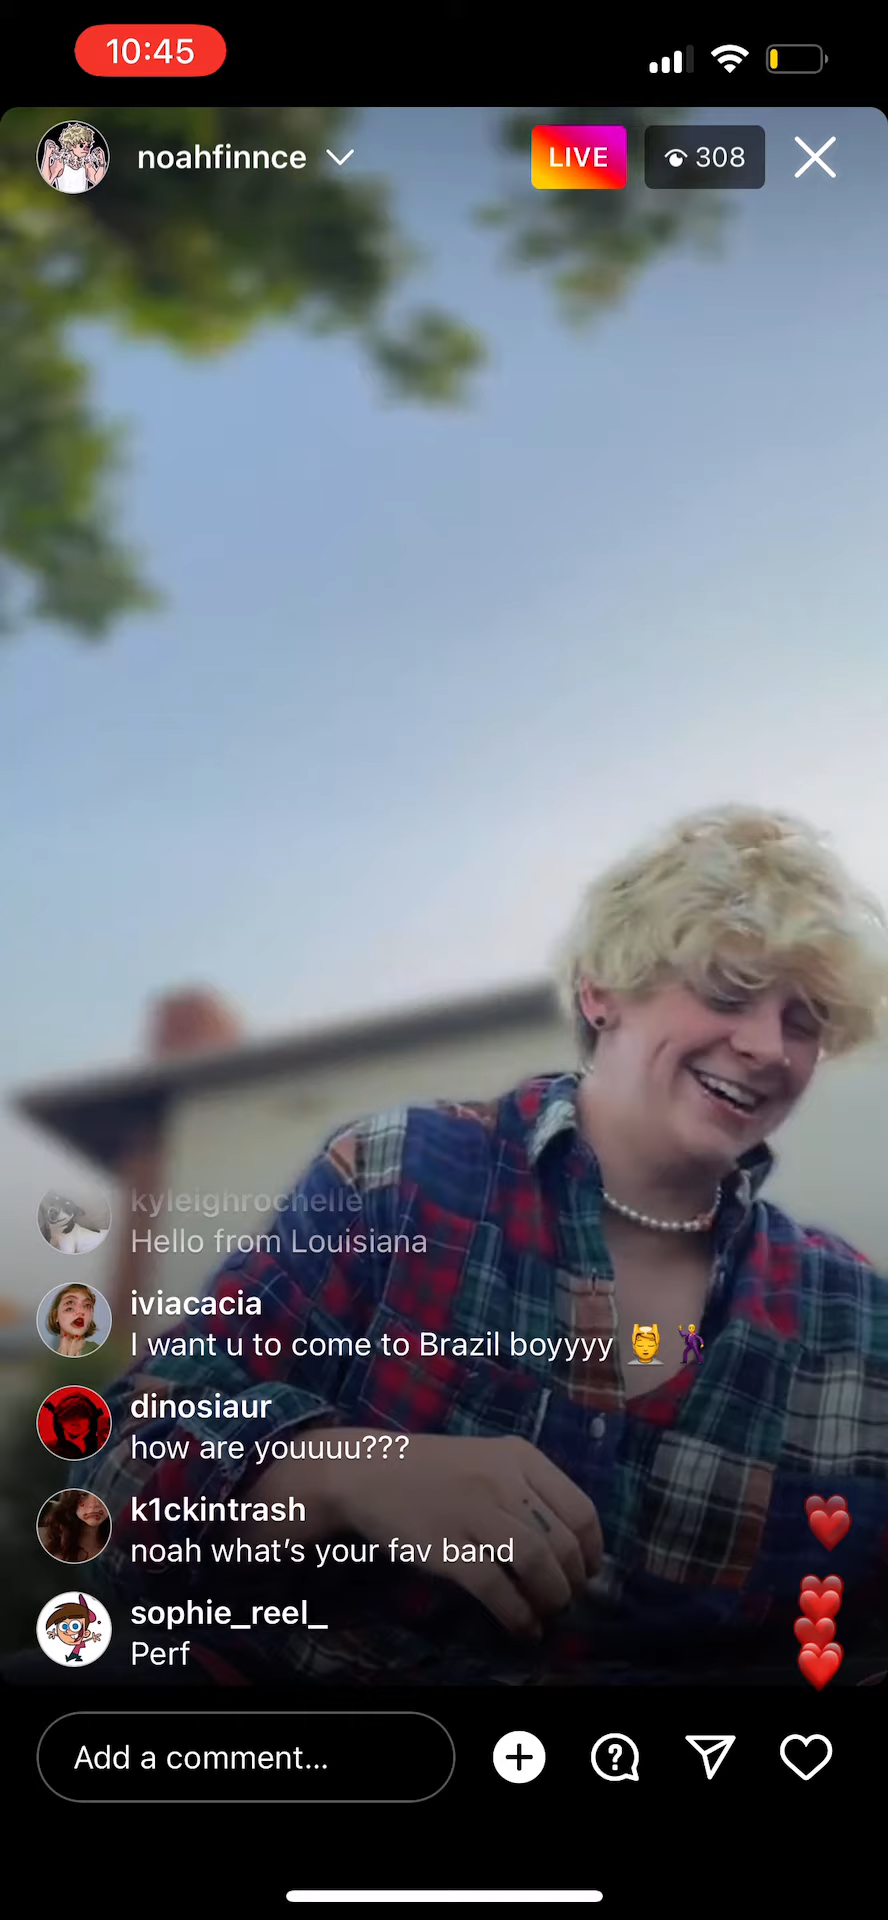 10:45
noahfinnce
LIVE
308
kyleighrochelle
Hello from Louisiana
iviacacia
I want u to come to Brazil boyyyy 💆‍♂️🕺
dinosiaur
how are youuuu???
k1ckintrash
noah what’s your fav band
sophie_reel_
Perf
Add a comment...